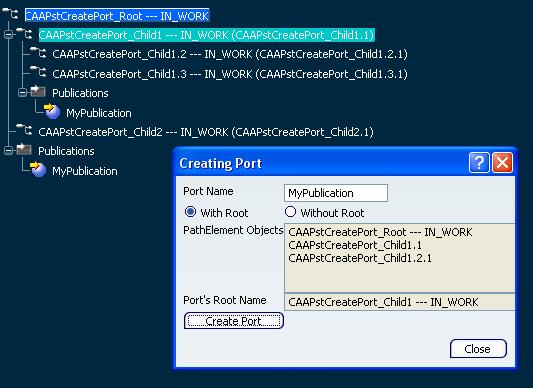 CAAPstCreatePort_Root --- IN_WORK
CAAPstCreatePort_Child1 --- IN_WORK (CAAPstCreatePort_Child1.1)
CAAPstCreatePort_Child1.2 --- IN_WORK (CAAPstCreatePort_Child1.2.1)
CAAPstCreatePort_Child1.3 --- IN_WORK (CAAPstCreatePort_Child1.3.1)
Publications
MyPublication
CAAPstCreatePort_Child2 --- IN_WORK (CAAPstCreatePort_Child2.1)
Publications
MyPublication
Creating Port
Port Name MyPublication
With Root Without Root
PathElement Objects CAAPstCreatePort_Root --- IN_WORK
CAAPstCreatePort_Child1.1
CAAPstCreatePort_Child1.2.1
Port's Root Name CAAPstCreatePort_Child1 --- IN_WORK
Create Port
Close